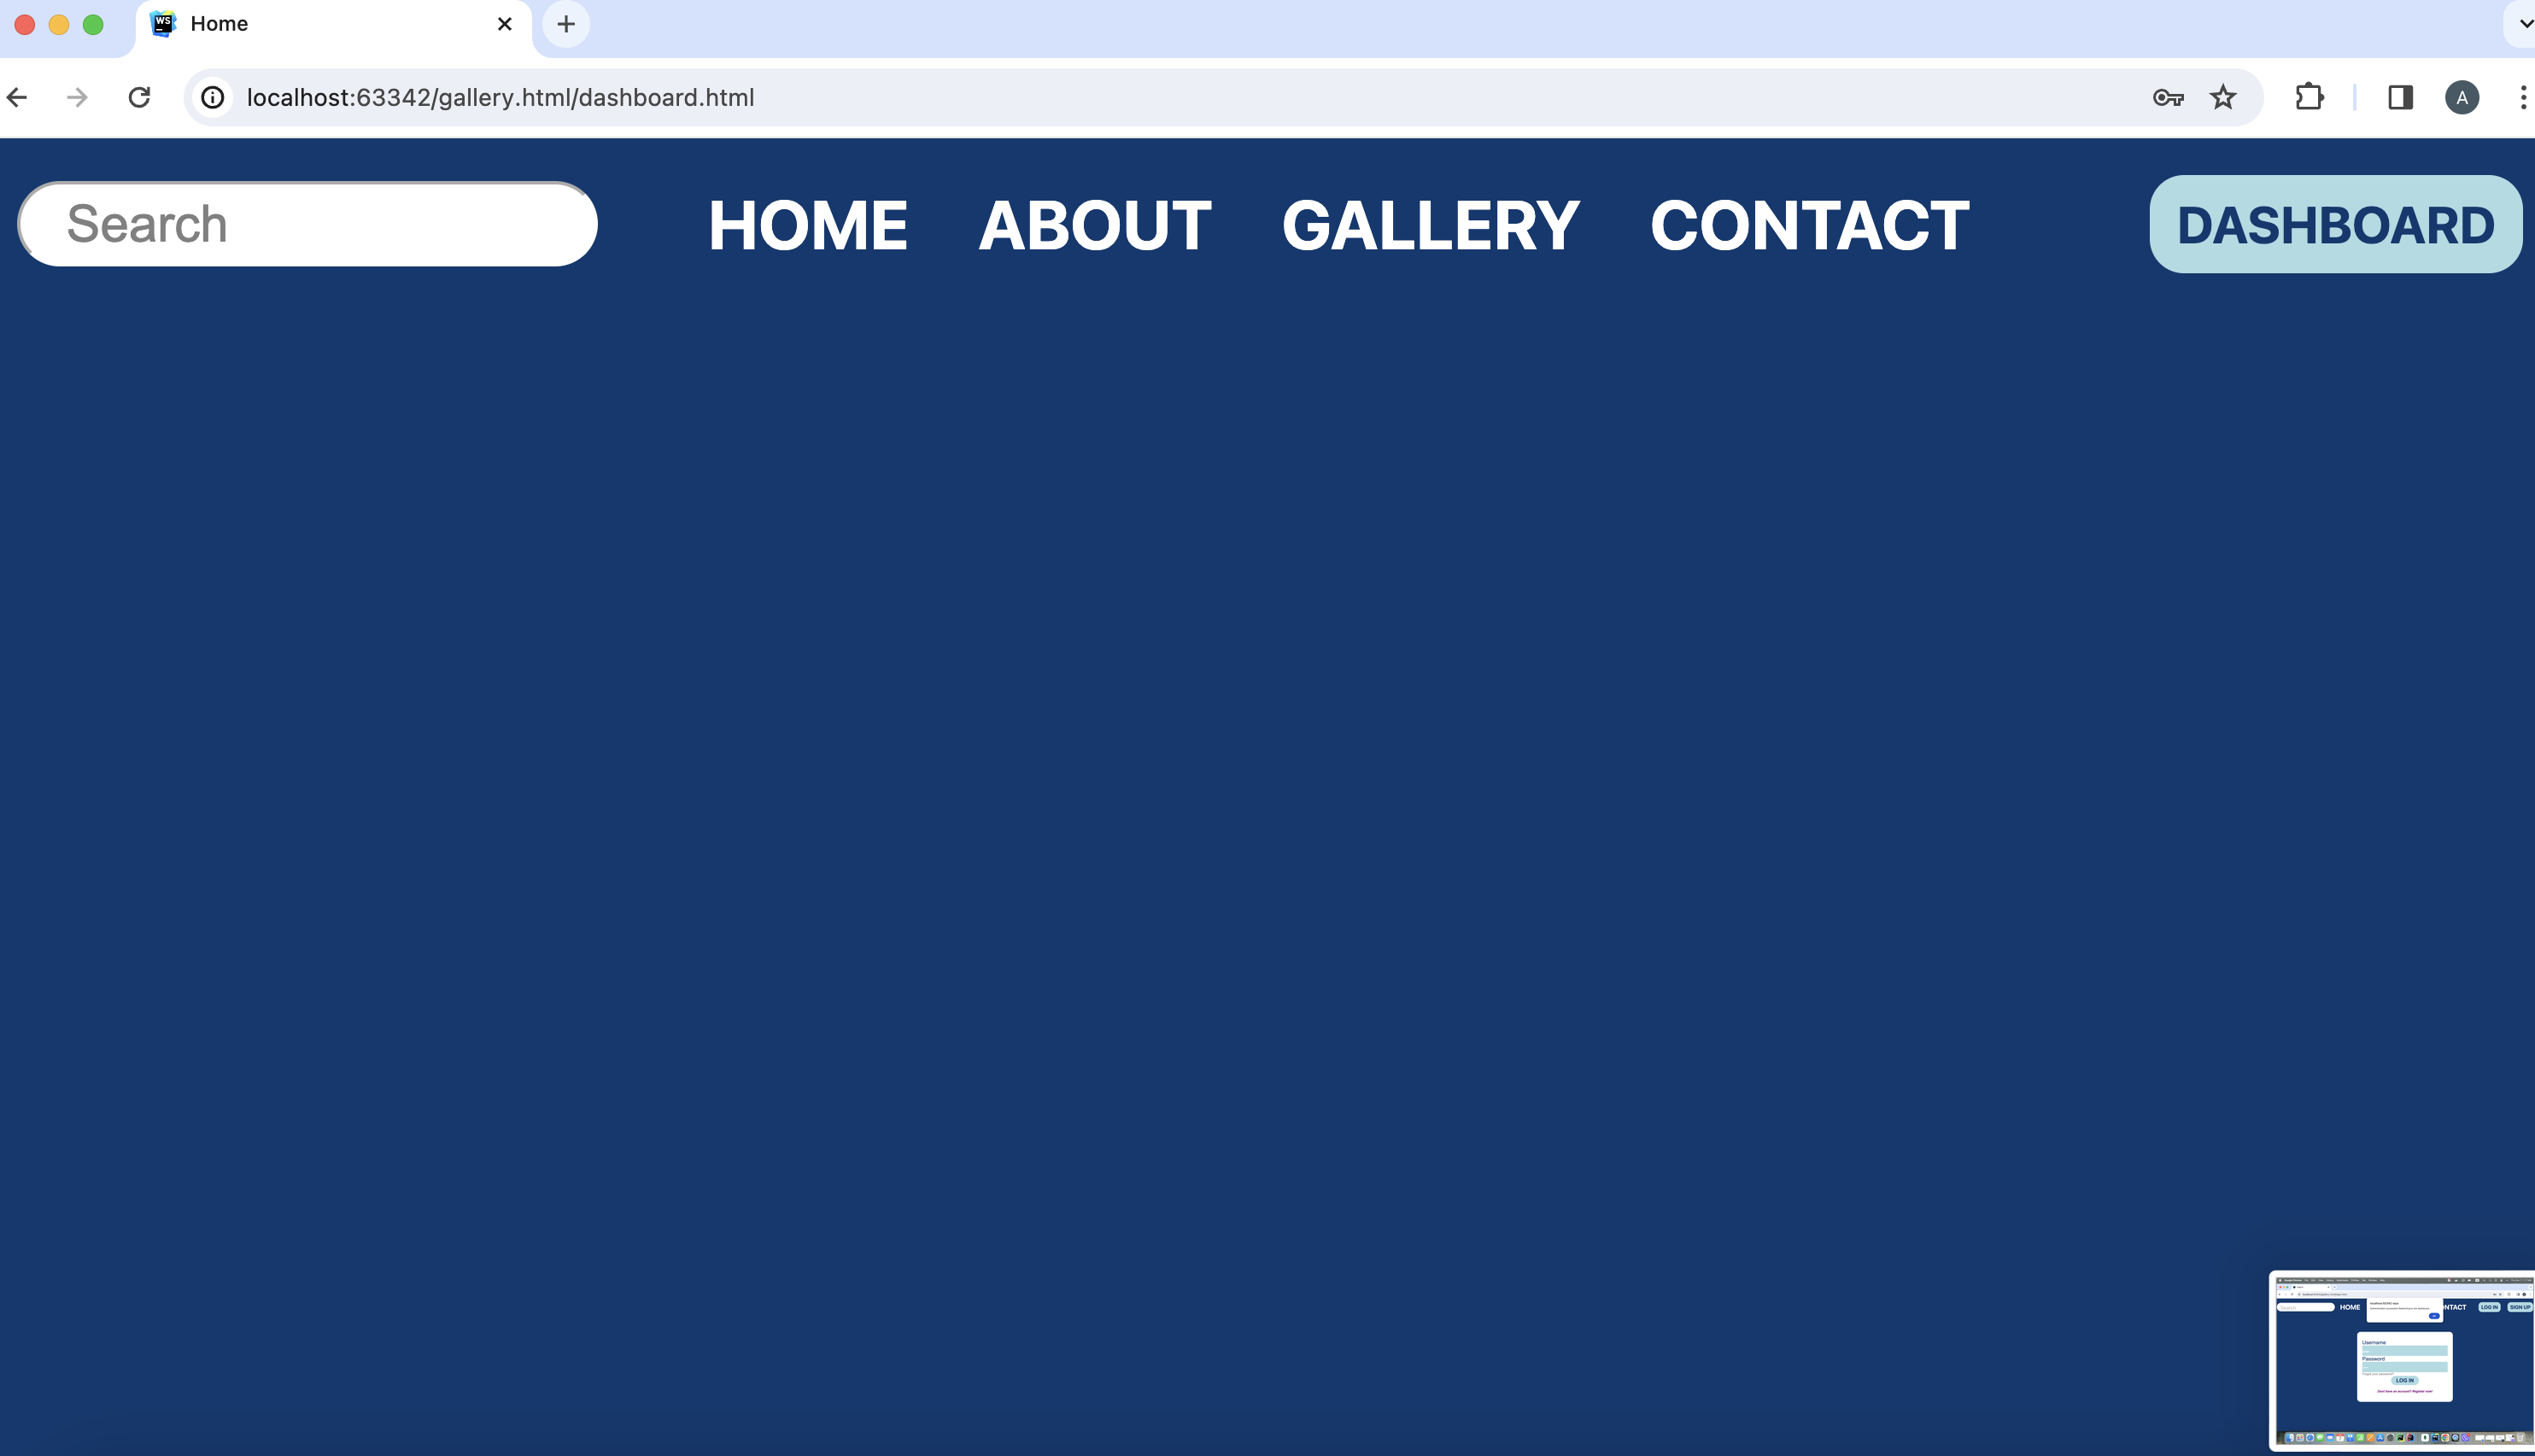 WS
Home
localhost:63342/gallery.html/dashboard.html
A
Search
HOME ABOUT GALLERY CONTACT
DASHBOARD
HOME
LOG IN
SIGN UP
Username
Password
LOG IN